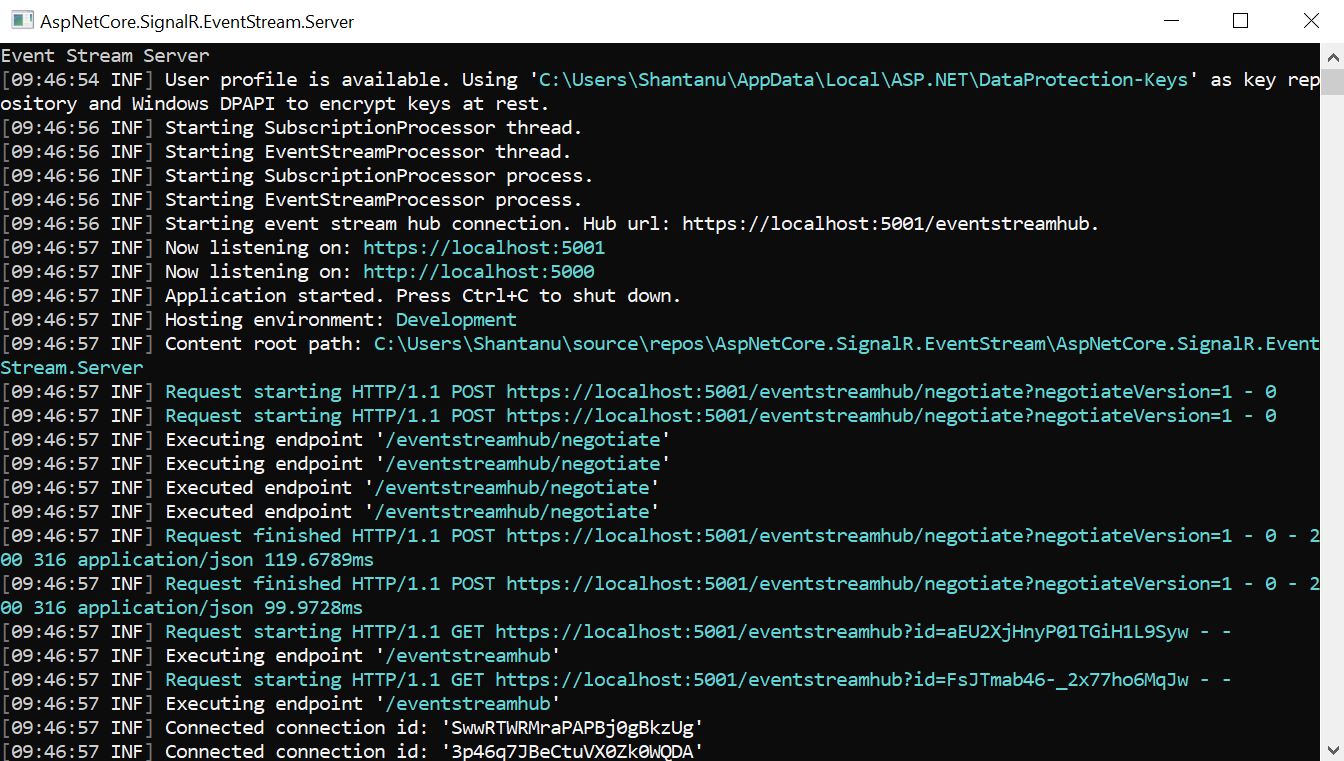 AspNetCore.SignalR.EventStream.Server
Event Stream Server
[09:46:54 INF] User profile is available. Using 'C:\Users\Shantanu\AppData\Local\ASP.NET\DataProtection-Keys' as key rep
ository and Windows DPAPI to encrypt keys at rest.
[09:46:56 INF] Starting SubscriptionProcessor thread.
[09:46:56 INF] Starting EventStreamProcessor thread.
[09:46:56 INF] Starting SubscriptionProcessor process.
[09:46:56 INF] Starting EventStreamProcessor process.
[09:46:56 INF] Starting event stream hub connection. Hub url: https://localhost:5001/eventstreamhub.
[09:46:57 INF] Now listening on: https://localhost:5001
[09:46:57 INF] Now listening on: http://localhost:5000
[09:46:57 INF] Application started. Press Ctrl+C to shut down.
[09:46:57 INF] Hosting environment: Development
[09:46:57 INF] Content root path: C:\Users\Shantanu\source\repos\AspNetCore.SignalR.EventStream\AspNetCore.SignalR.Event
Stream.Server
[09:46:57 INF] Request starting HTTP/1.1 POST https://localhost:5001/eventstreamhub/negotiate?negotiateVersion=1 - 0
[09:46:57 INF] Request starting HTTP/1.1 POST https://localhost:5001/eventstreamhub/negotiate?negotiateVersion=1 - 0
[09:46:57 INF] Executing endpoint '/eventstreamhub/negotiate'
[09:46:57 INF] Executing endpoint '/eventstreamhub/negotiate'
[09:46:57 INF] Executed endpoint '/eventstreamhub/negotiate'
[09:46:57 INF] Executed endpoint '/eventstreamhub/negotiate'
[09:46:57 INF] Request finished HTTP/1.1 POST https://localhost:5001/eventstreamhub/negotiate?negotiateVersion=1 - 0 - 2
00 316 application/json 119.6789ms
[09:46:57 INF] Request finished HTTP/1.1 POST https://localhost:5001/eventstreamhub/negotiate?negotiateVersion=1 - 0 - 2
00 316 application/json 99.9728ms
[09:46:57 INF] Request starting HTTP/1.1 GET https://localhost:5001/eventstreamhub?id=aEU2XjHnyP01TGiH1L9Syw - -
[09:46:57 INF] Executing endpoint '/eventstreamhub'
[09:46:57 INF] Request starting HTTP/1.1 GET https://localhost:5001/eventstreamhub?id=FsJTmab46-_2x77ho6MqJw - -
[09:46:57 INF] Executing endpoint '/eventstreamhub'
[09:46:57 INF] Connected connection id: 'SwwRTWRMraPAPBj0gBkzUg'
[09:46:57 INF] Connected connection id: '3p46q7JBeCtuVX0Zk0WQDA'